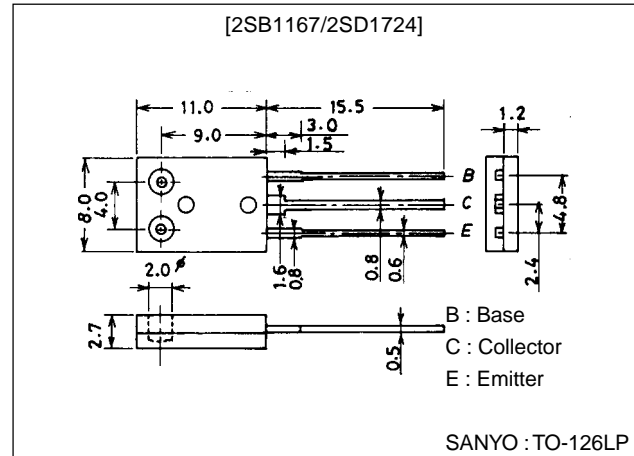 [2SB1167/2SD1724]
11.0
15.5
9.0
3.0
1.5
1.2
8.0
4.0
B
C
E
4.8
2.4
1.6
0.8
0.8
0.6
2.0ø
2.7
0.5
B : Base
C : Collector
E : Emitter
SANYO : TO-126LP